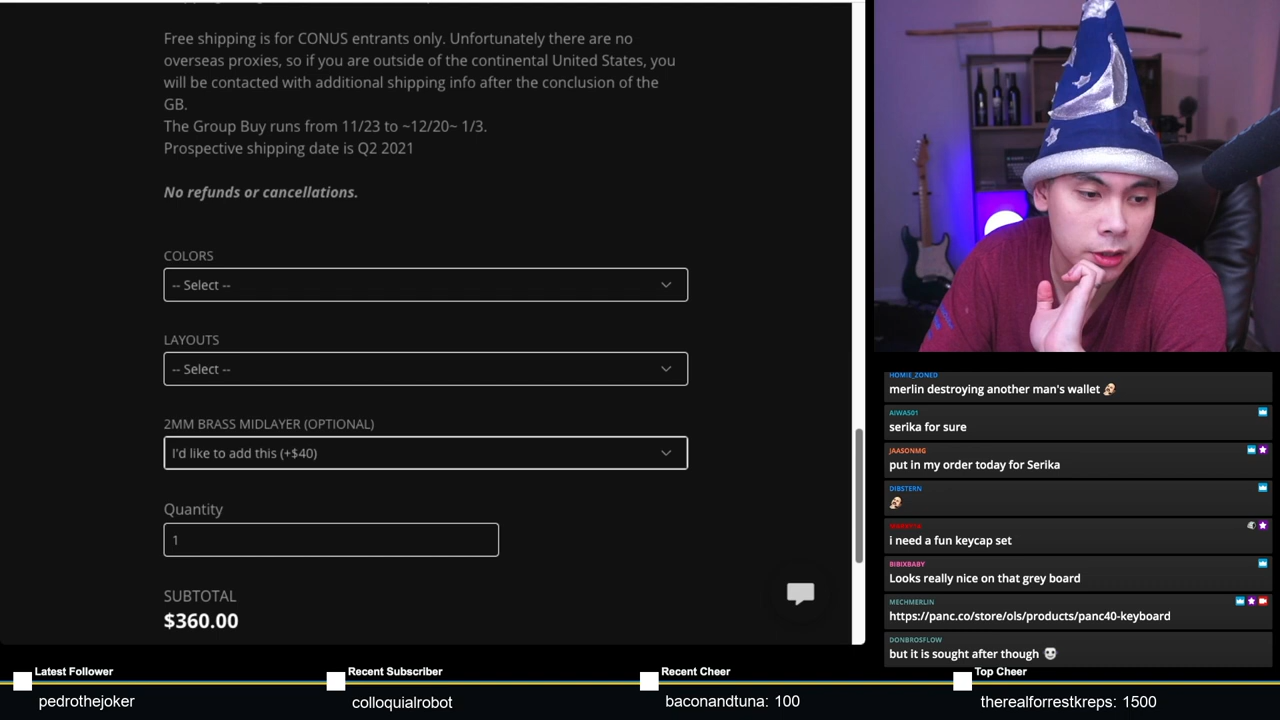 Free shipping is for CONUS entrants only. Unfortunately there are no
overseas proxies, so if you are outside of the continental United States, you
will be contacted with additional shipping info after the conclusion of the
GB.
The Group Buy runs from 11/23 to ~12/20~ 1/3.
Prospective shipping date is Q2 2021
No refunds or cancellations.
COLORS
-- Select --
LAYOUTS
-- Select --
2MM BRASS MIDLAYER (OPTIONAL)
I'd like to add this (+$40)
Quantity
1
SUBTOTAL
$360.00
HOMIE_ZONED
merlin destroying another man's wallet
AIWAS01
serika for sure
JAASONMG
put in my order today for Serika
DIBSTERN
i need a fun keycap set
BIBIXBABY
Looks really nice on that grey board
MECHMERLIN
https://panc.co/store/ols/products/panc40-keyboard
DONBROSFLOW
but it is sought after though
Latest Follower
pedrothejoker
Recent Subscriber
colloquialrobot
Recent Cheer
baconandtuna: 100
Top Cheer
therealforrestkreps: 1500